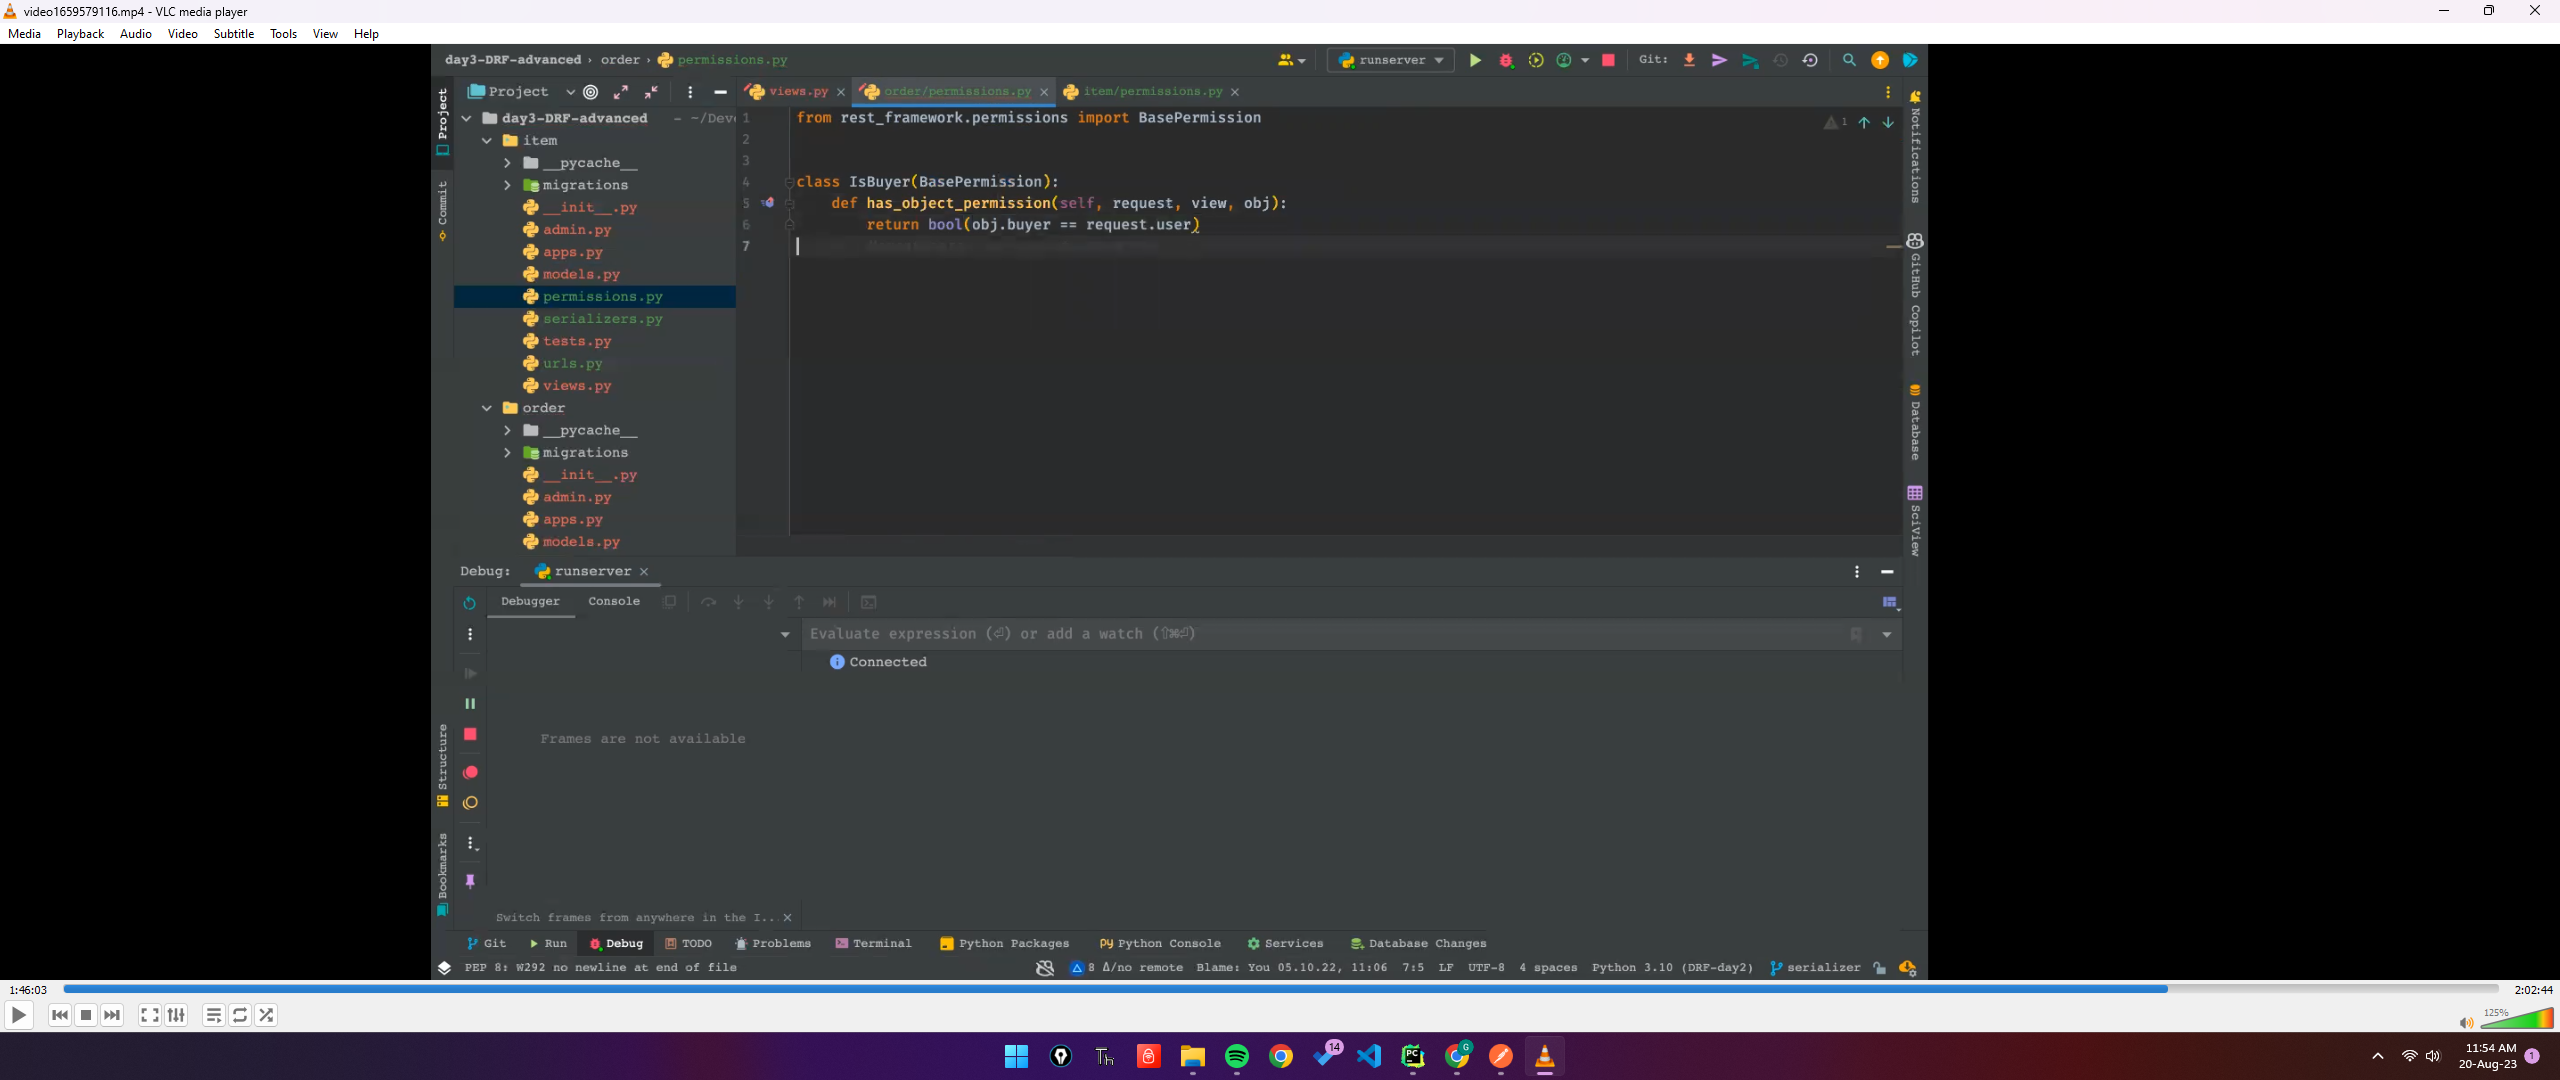 video1659579116.mp4 - VLC media player
Media Playback Audio Video Subtitle Tools View Help
day3-DRF-advanced › order › permissions.py
runserver
Git:
Project
views.py
order/permissions.py
item/permissions.py
day3-DRF-advanced - ~/Deve
item
__pycache__
migrations
__init__.py
admin.py
apps.py
models.py
permissions.py
serializers.py
tests.py
urls.py
views.py
order
__pycache__
migrations
__init__.py
admin.py
apps.py
models.py
1 from rest_framework.permissions import BasePermission
2
3
4 class IsBuyer(BasePermission):
5 def has_object_permission(self, request, view, obj):
6 return bool(obj.buyer == request.user)
7
1
Project
Commit
Structure
Bookmarks
Notifications
GitHub Copilot
Database
SciView
Debug: runserver
Debugger Console
Evaluate expression (⏎) or add a watch (⇧⌘⏎)
Connected
Frames are not available
Switch frames from anywhere in the I...
Git Run Debug TODO Problems Terminal Python Packages Python Console Services Database Changes
PEP 8: W292 no newline at end of file
8 Δ/no remote Blame: You 05.10.22, 11:06 7:5 LF UTF-8 4 spaces Python 3.10 (DRF-day2) serializer
1:46:03
2:02:44
125%
14
G
11:54 AM
20-Aug-23
1